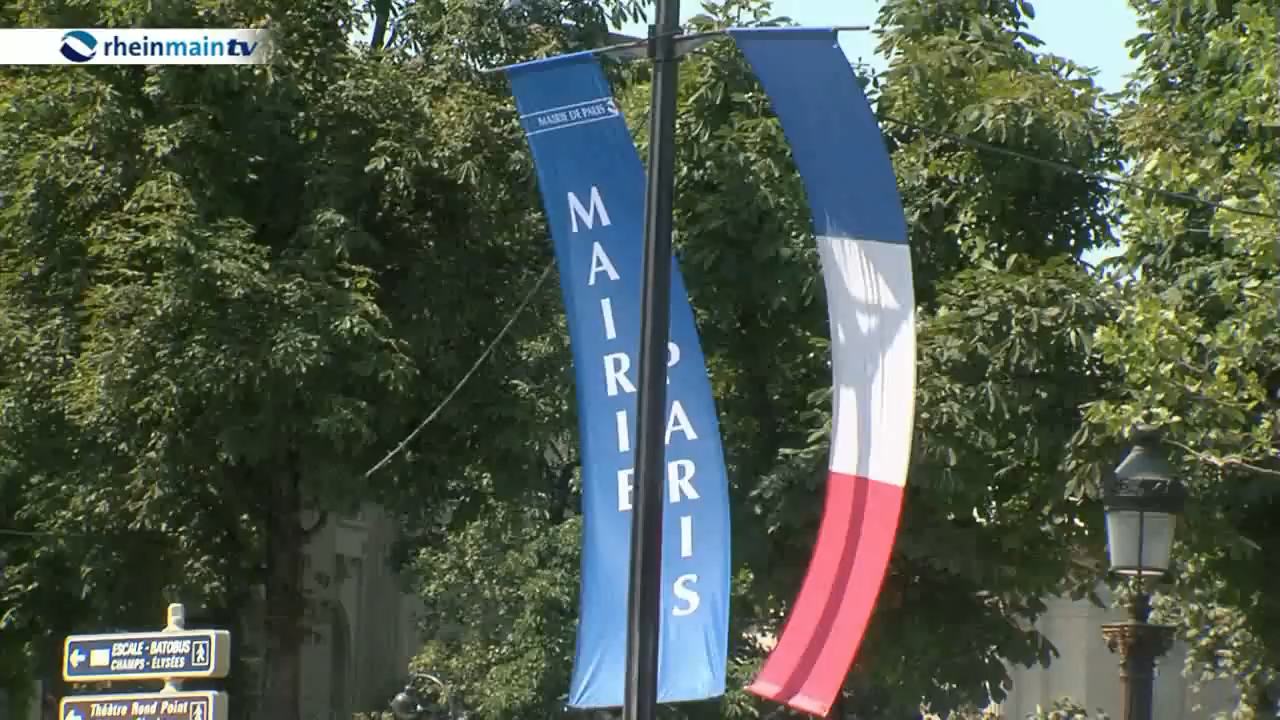 rheinmaintv
MAIRIE DE PARIS
MAIRIE
PARIS
ESCALE - BATOBUS
CHAMPS - ÉLYSÉES
Théâtre Rond Point